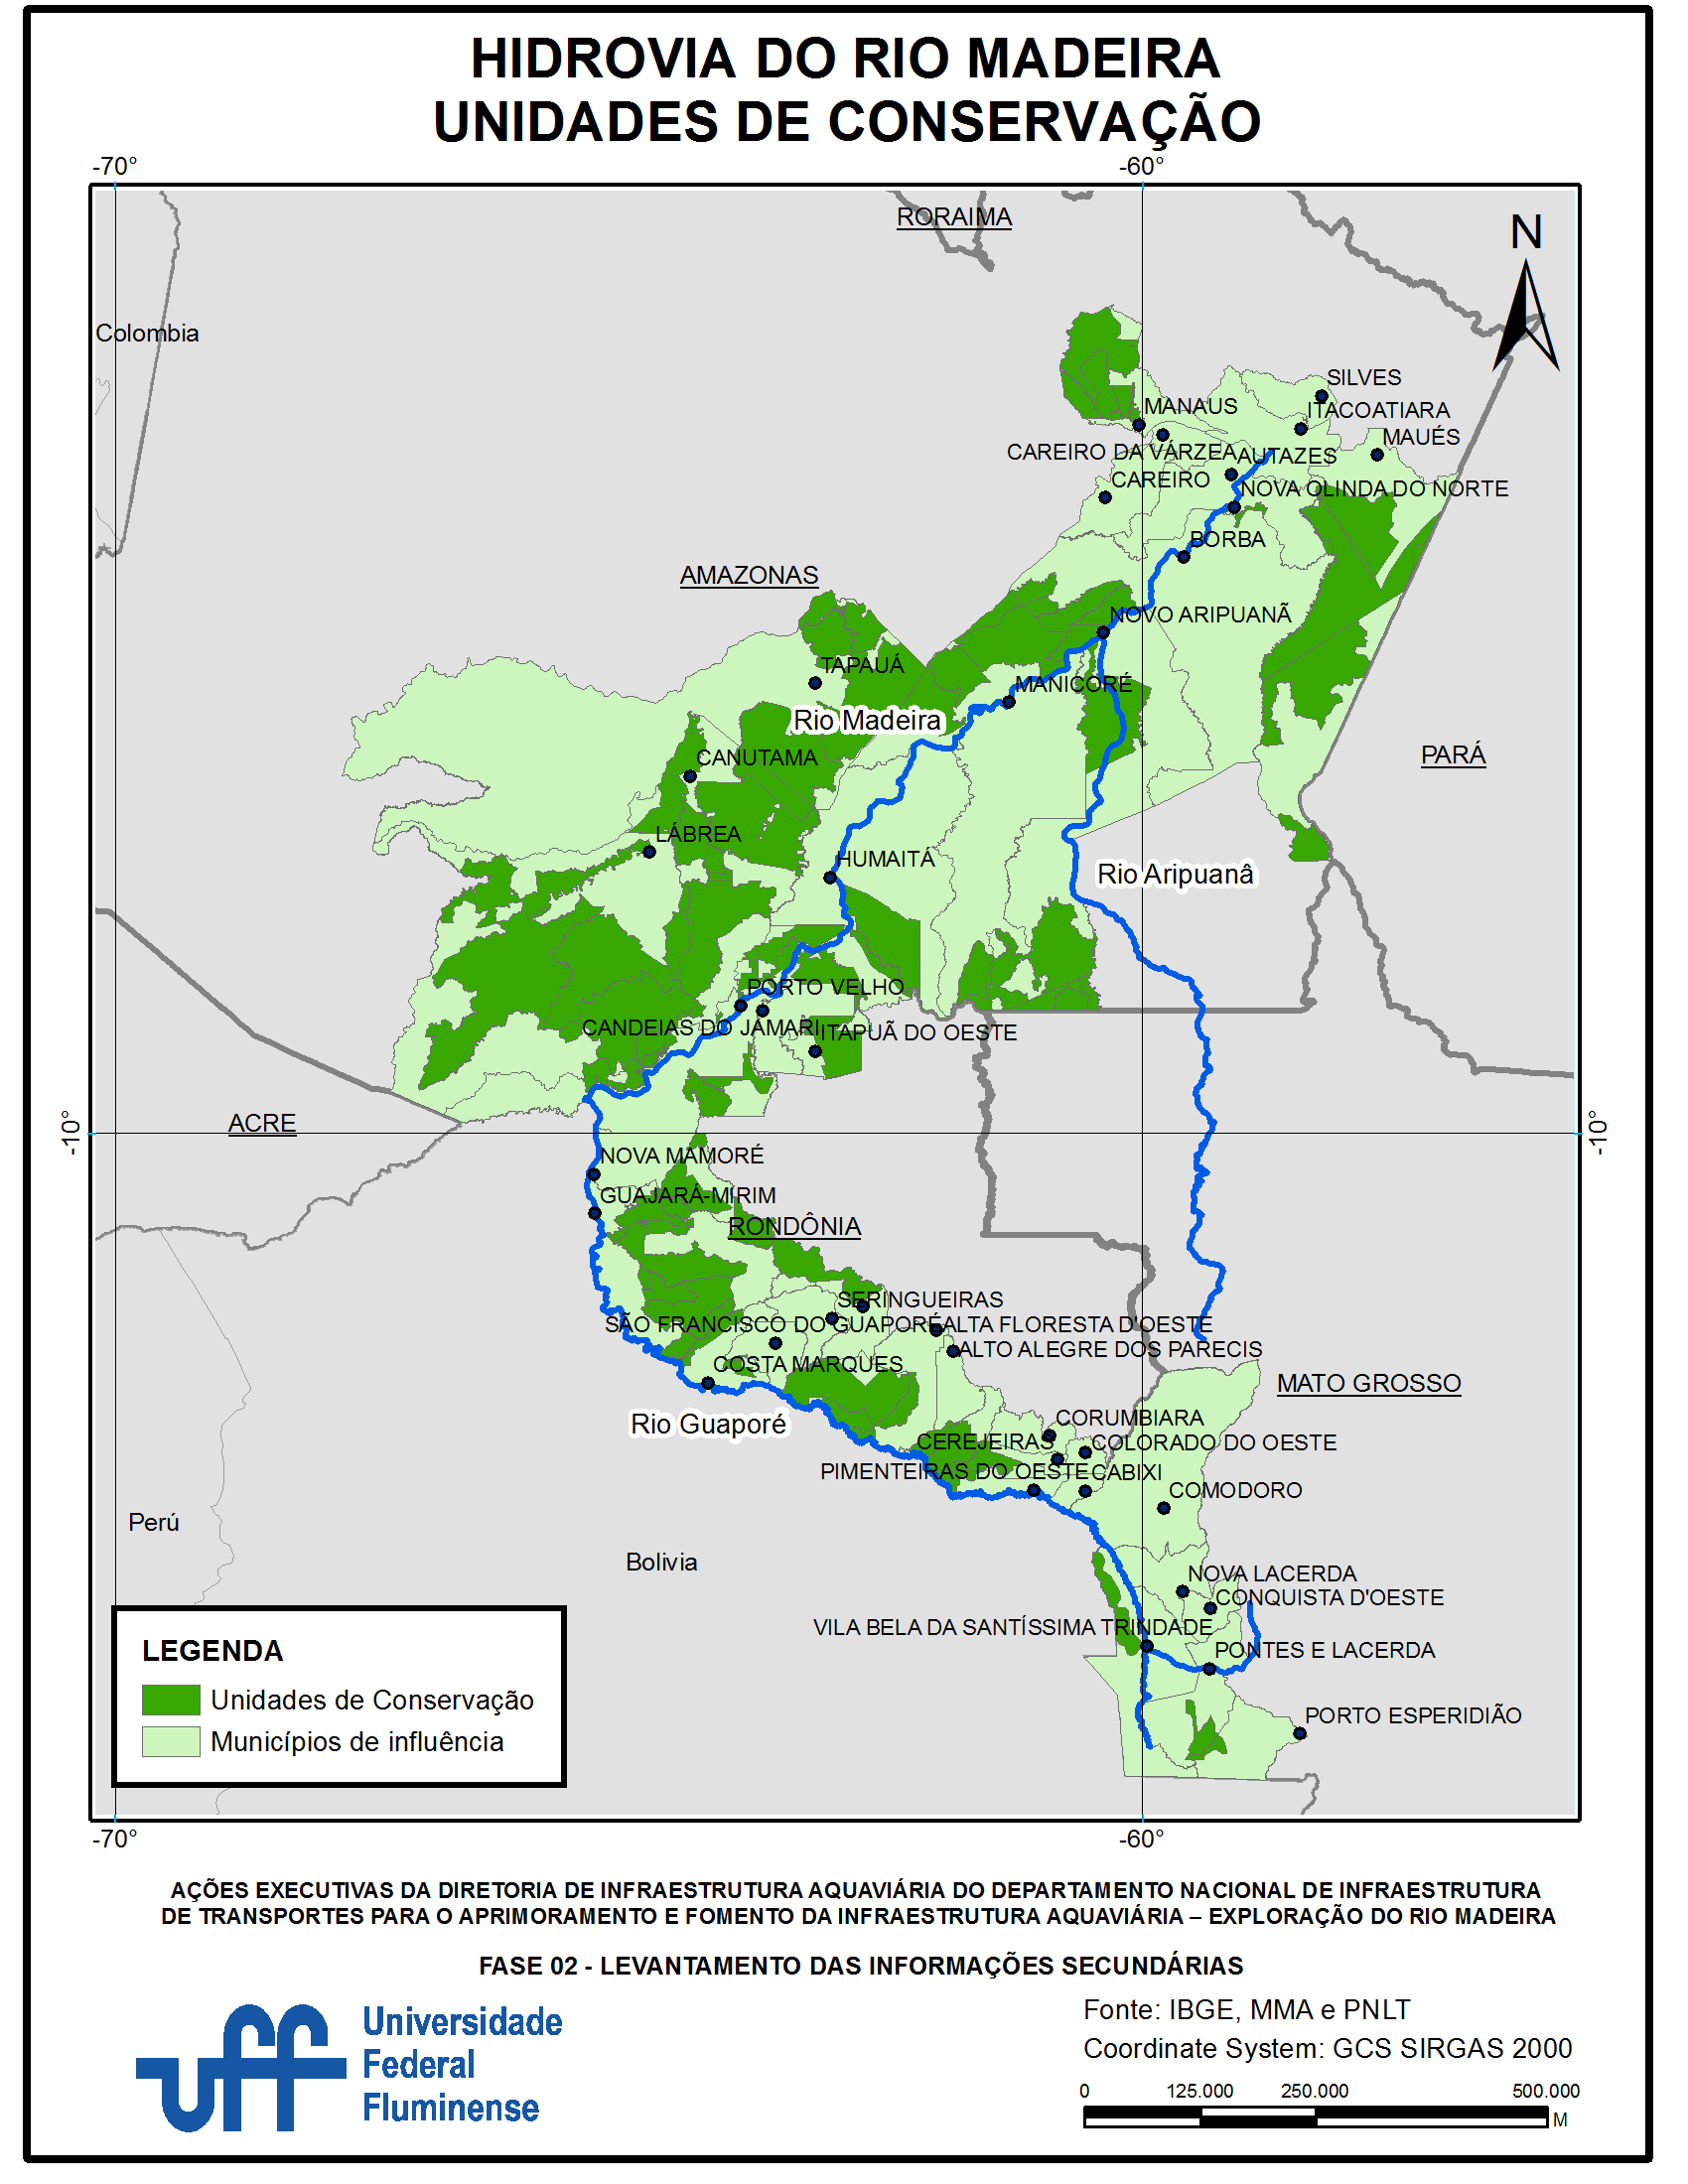 HIDROVIA DO RIO MADEIRA
UNIDADES DE CONSERVAÇÃO
-70°
-60°
RORAIMA
N
Colombia
SILVES
MANAUS
ITACOATIARA
MAUÉS
CAREIRO DA VÁRZEA
AUTAZES
CAREIRO
NOVA OLINDA DO NORTE
BORBA
AMAZONAS
NOVO ARIPUANÃ
TAPAUÁ
MANICORÉ
Rio Madeira
CANUTAMA
PARÁ
LÁBREA
HUMAITÁ
Rio Aripuanâ
PORTO VELHO
CANDEIAS DO JAMARI
ITAPUÃ DO OESTE
ACRE
-10°
-10°
NOVA MAMORÉ
GUAJARÁ-MIRIM
RONDÔNIA
SERINGUEIRAS
SÃO FRANCISCO DO GUAPORÉ
ALTA FLORESTA D'OESTE
ALTO ALEGRE DOS PARECIS
COSTA MARQUES
MATO GROSSO
Rio Guaporé
CORUMBIARA
CEREJEIRAS
COLORADO DO OESTE
PIMENTEIRAS DO OESTE
CABIXI
COMODORO
Perú
Bolivia
NOVA LACERDA
CONQUISTA D'OESTE
VILA BELA DA SANTÍSSIMA TRINDADE
PONTES E LACERDA
PORTO ESPERIDIÃO
LEGENDA
Unidades de Conservação
Municípios de influência
-70°
-60°
AÇÕES EXECUTIVAS DA DIRETORIA DE INFRAESTRUTURA AQUAVIÁRIA DO DEPARTAMENTO NACIONAL DE INFRAESTRUTURA
DE TRANSPORTES PARA O APRIMORAMENTO E FOMENTO DA INFRAESTRUTURA AQUAVIÁRIA – EXPLORAÇÃO DO RIO MADEIRA
FASE 02 - LEVANTAMENTO DAS INFORMAÇÕES SECUNDÁRIAS
uff
Universidade
Federal
Fluminense
Fonte: IBGE, MMA e PNLT
Coordinate System: GCS SIRGAS 2000
0 125.000 250.000 500.000
M